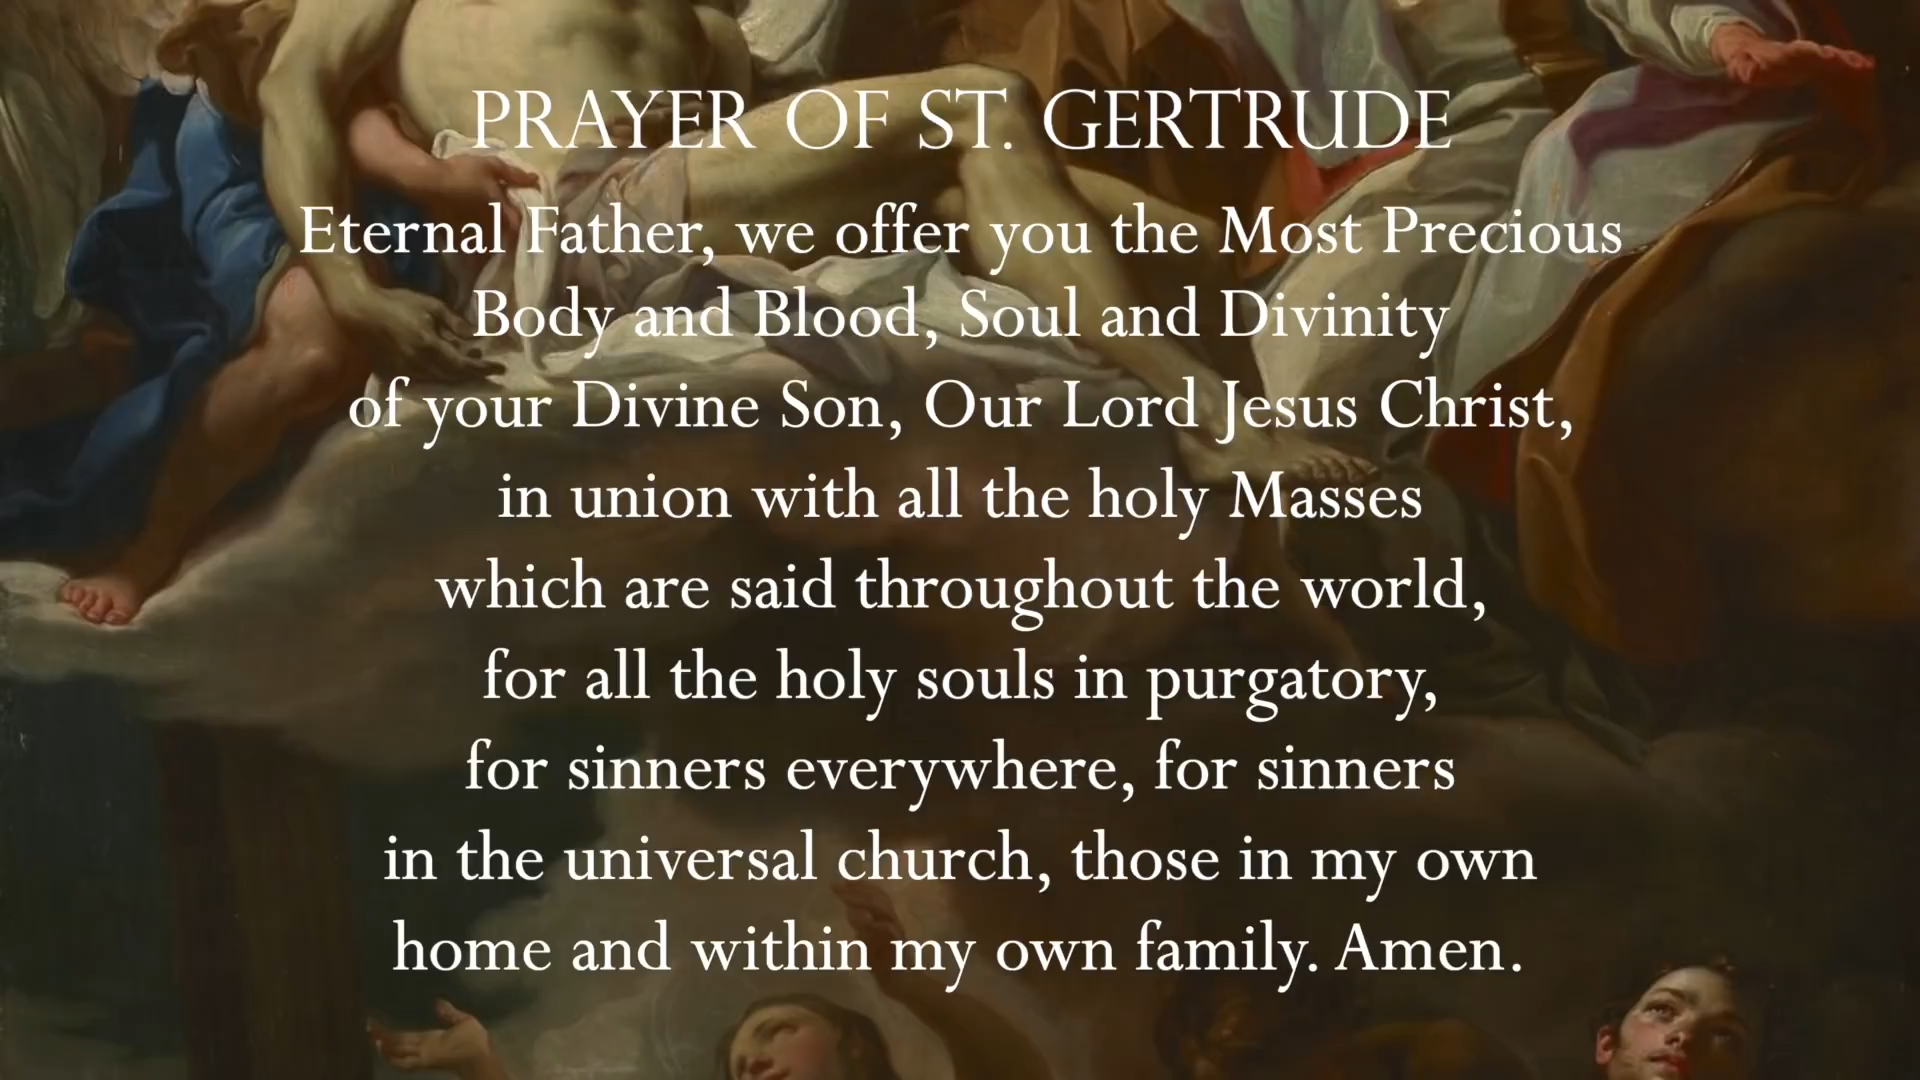 PRAYER OF ST. GERTRUDE
Eternal Father, we offer you the Most Precious
Body and Blood, Soul and Divinity
of your Divine Son, Our Lord Jesus Christ,
in union with all the holy Masses
which are said throughout the world,
for all the holy souls in purgatory,
for sinners everywhere, for sinners
in the universal church, those in my own
home and within my own family. Amen.